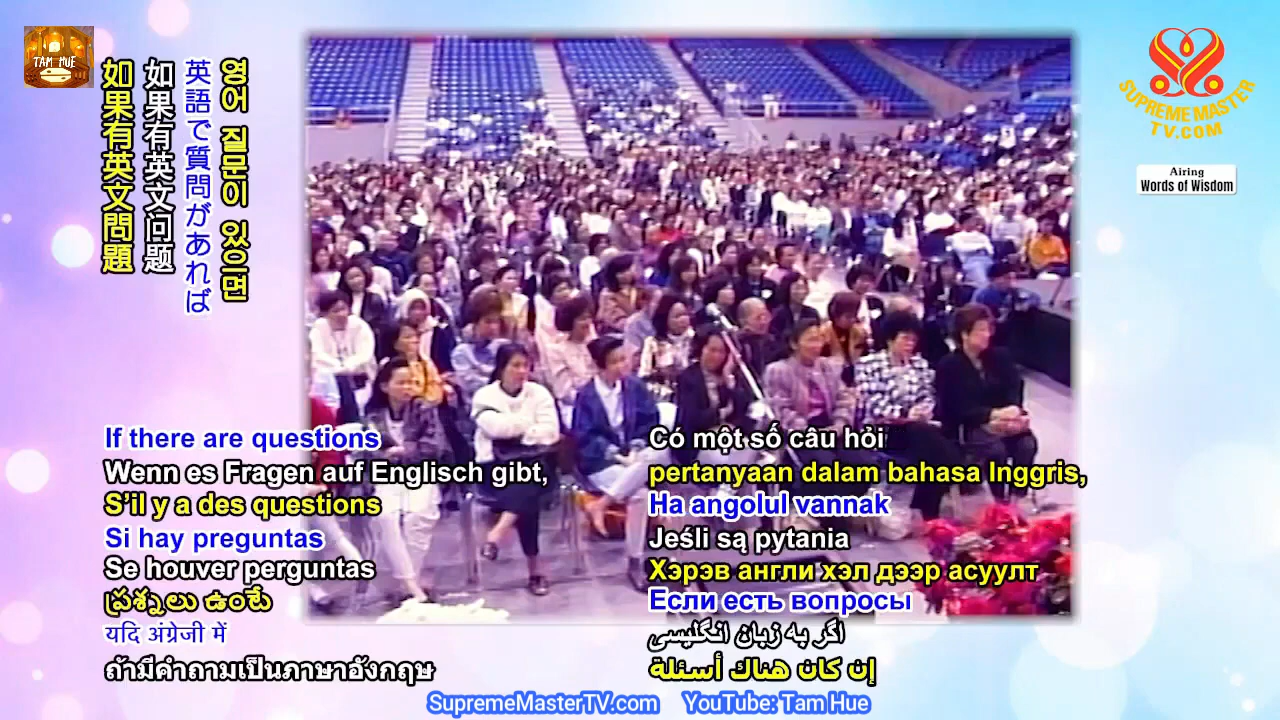 TAM HUE
如果有英文問題
如果有英文问题
英語で質問があれば
영어 질문이 있으면
SUPREME MASTER
TV.COM
Airing
Words of Wisdom
If there are questions
Wenn es Fragen auf Englisch gibt,
S'il y a des questions
Si hay preguntas
Se houver perguntas
ప్రశ్నలు ఉంటే
यदि अंग्रेजी में
ถ้ามีคำถามเป็นภาษาอังกฤษ
Có một số câu hỏi
pertanyaan dalam bahasa Inggris,
Ha angolul vannak
Jeśli są pytania
Хэрэв англи хэл дээр асуулт
Если есть вопросы
اگر به زبان انگلیسی
إن كان هناك أسئلة
SupremeMasterTV.com YouTube: Tam Hue